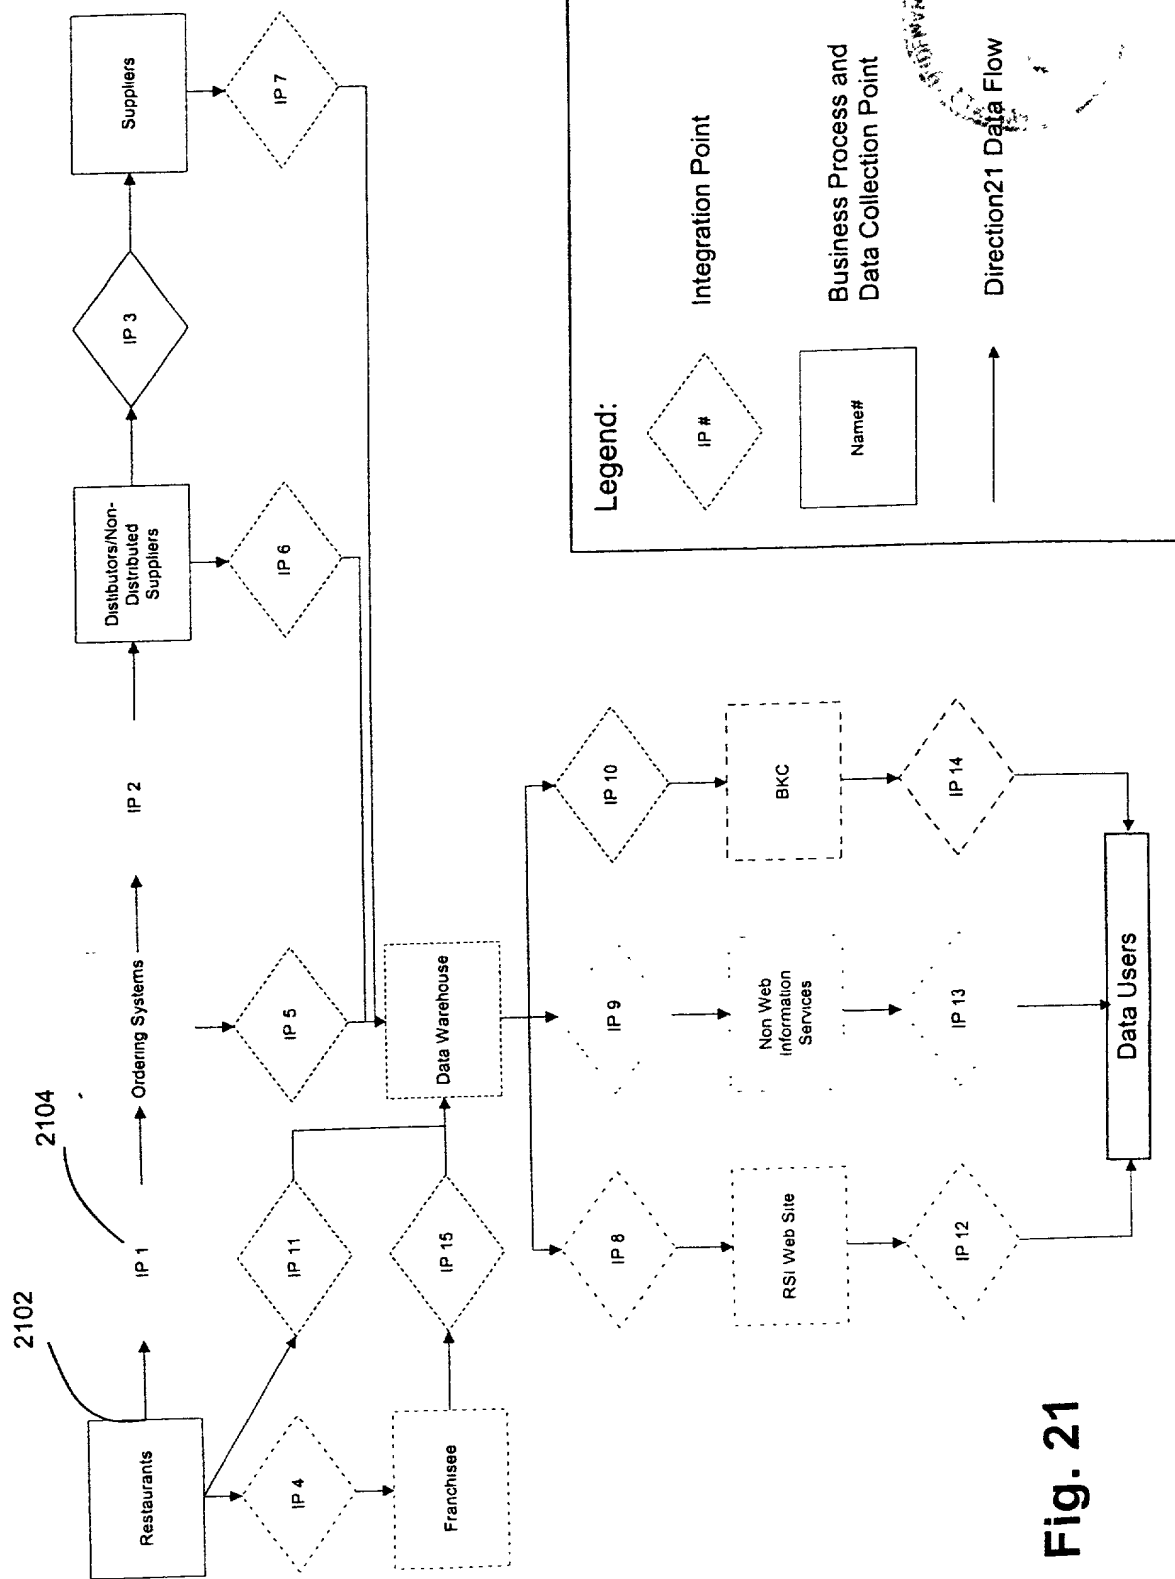 2102
2104
Restaurants
IP 1
Ordering Systems
IP 2
Distibutors/Non-
Distributed
Suppliers
IP 3
Suppliers
IP 4
IP 11
IP 5
IP 6
IP 7
Franchisee
IP 15
Data Warehouse
IP 8
IP 9
IP 10
RSI Web Site
Non Web
Information
Services
BKC
IP 12
IP 13
IP 14
Data Users
Legend:
IP #
Integration Point
Name#
Business Process and
Data Collection Point
Direction21 Data Flow
Fig. 21